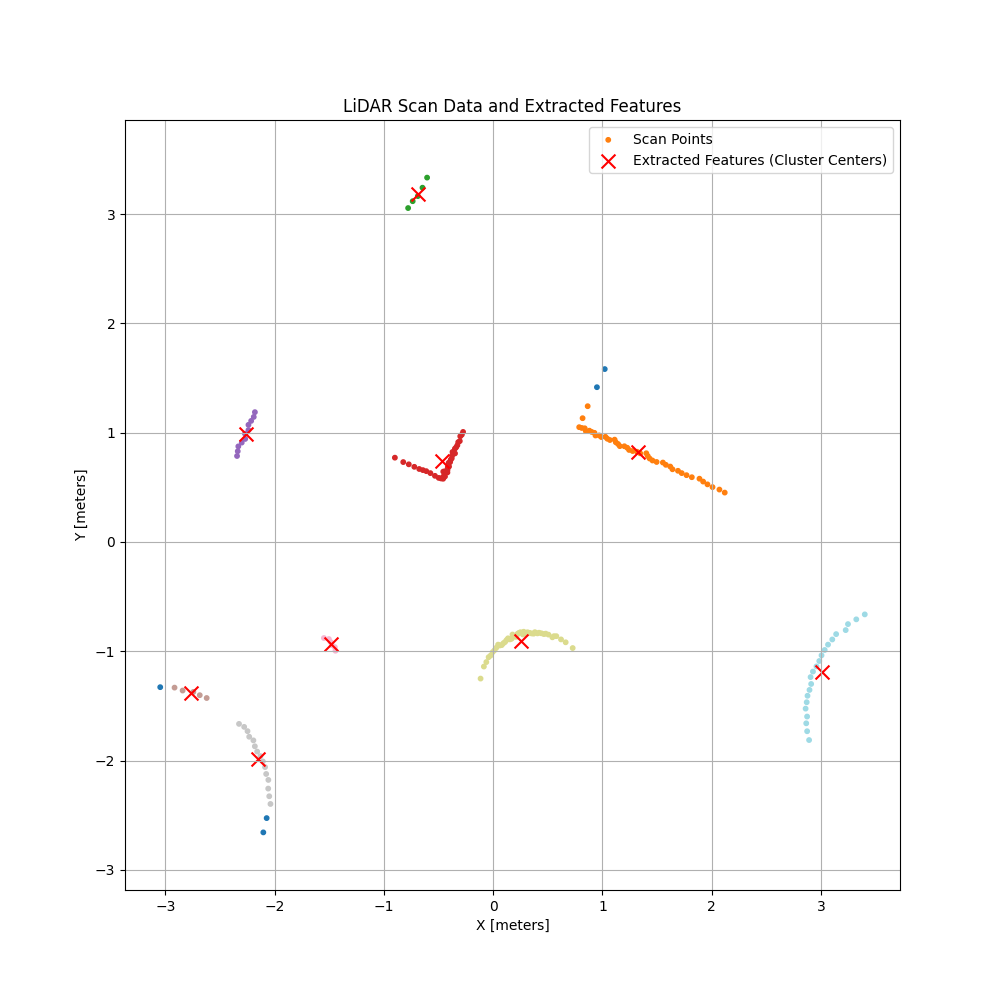 LiDAR Scan Data and Extracted Features
Scan Points
Extracted Features (Cluster Centers)
3
2
1
0
−1
−2
−3
Y [meters]
−3 −2 −1 0 1 2 3
X [meters]